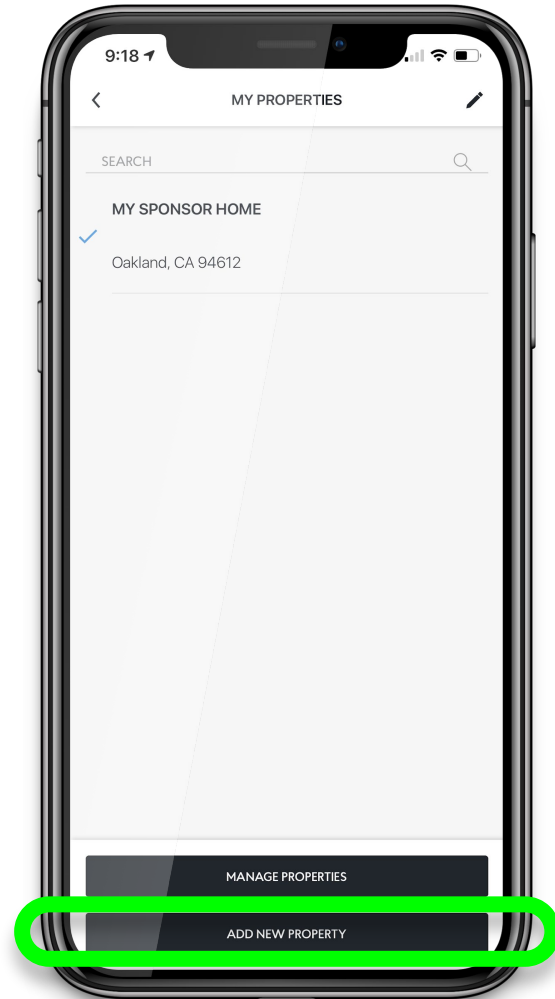 9:18
MY PROPERTIES
SEARCH
MY SPONSOR HOME
Oakland, CA 94612
MANAGE PROPERTIES
ADD NEW PROPERTY